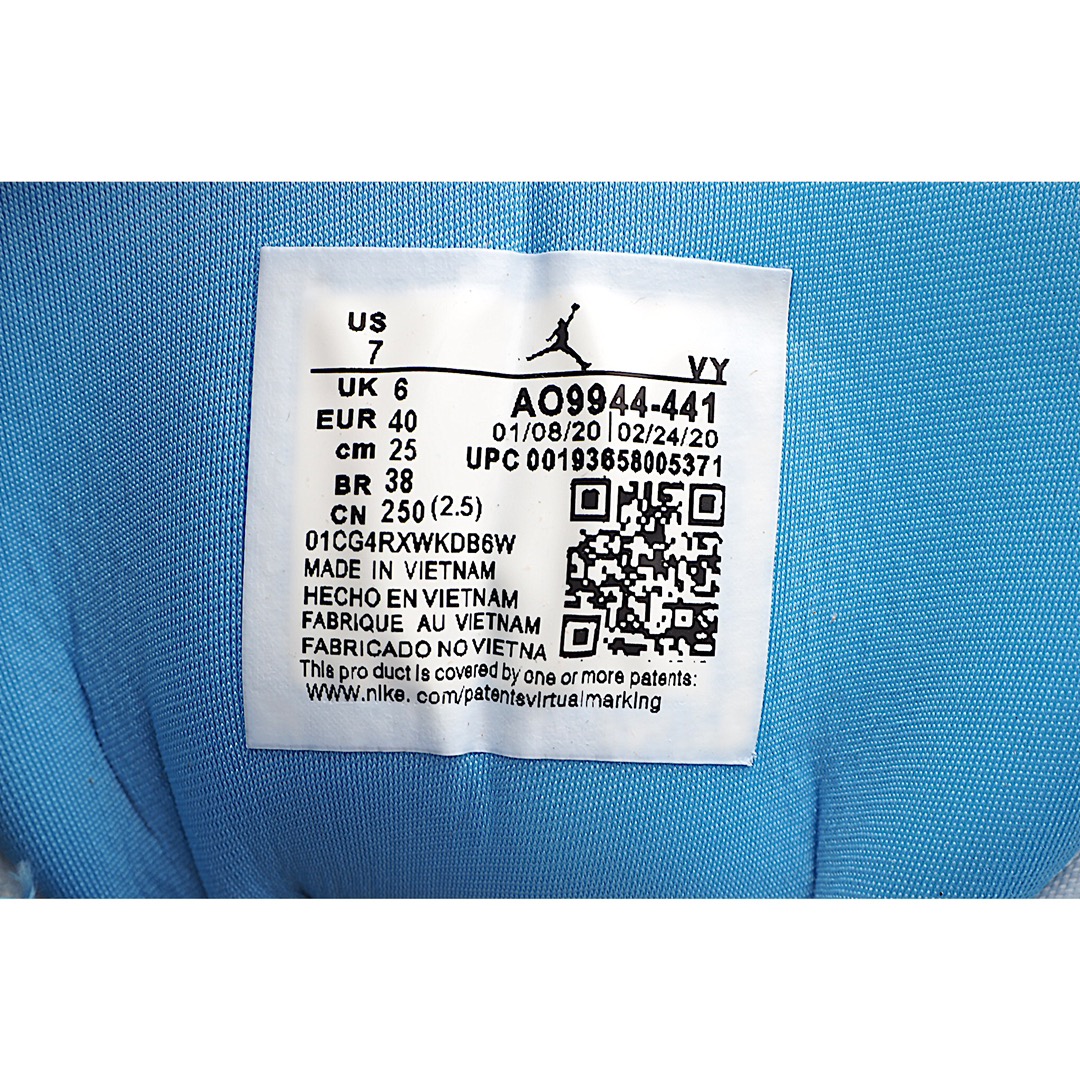 US
7
VY
UK 6
AO9944-441
EUR 40
01/08/20 | 02/24/20
cm 25
UPC 00193658005371
BR 38
CN 250 (2.5)
01CG4RXWKDB6W
MADE IN VIETNAM
HECHO EN VIETNAM
FABRIQUE AU VIETNAM
FABRICADO NO VIETNA
This pro duct is covered by one or more patents:
WWW.nike. com/patentsvirtualmarking